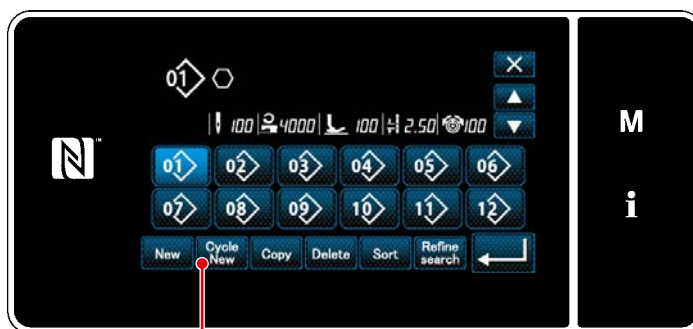 01
100 4000 100 2.50 100
M
N™
01 02 03 04 05 06
i
07 08 09 10 11 12
New Cycle New Copy Delete Sort Refine search